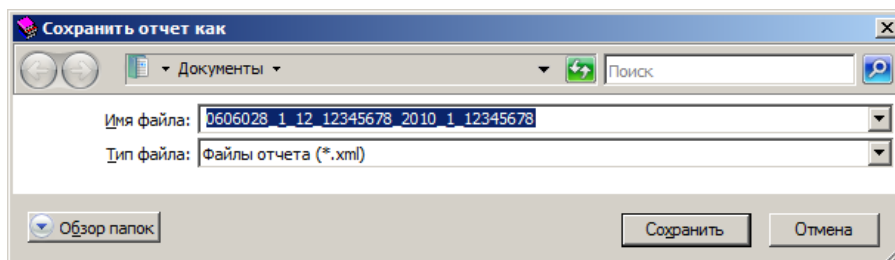 Сохранить отчет как
Документы
Поиск
Имя файла: 0606028_1_12_12345678_2010_1_12345678
Тип файла: Файлы отчета (*.xml)
Обзор папок
Сохранить
Отмена